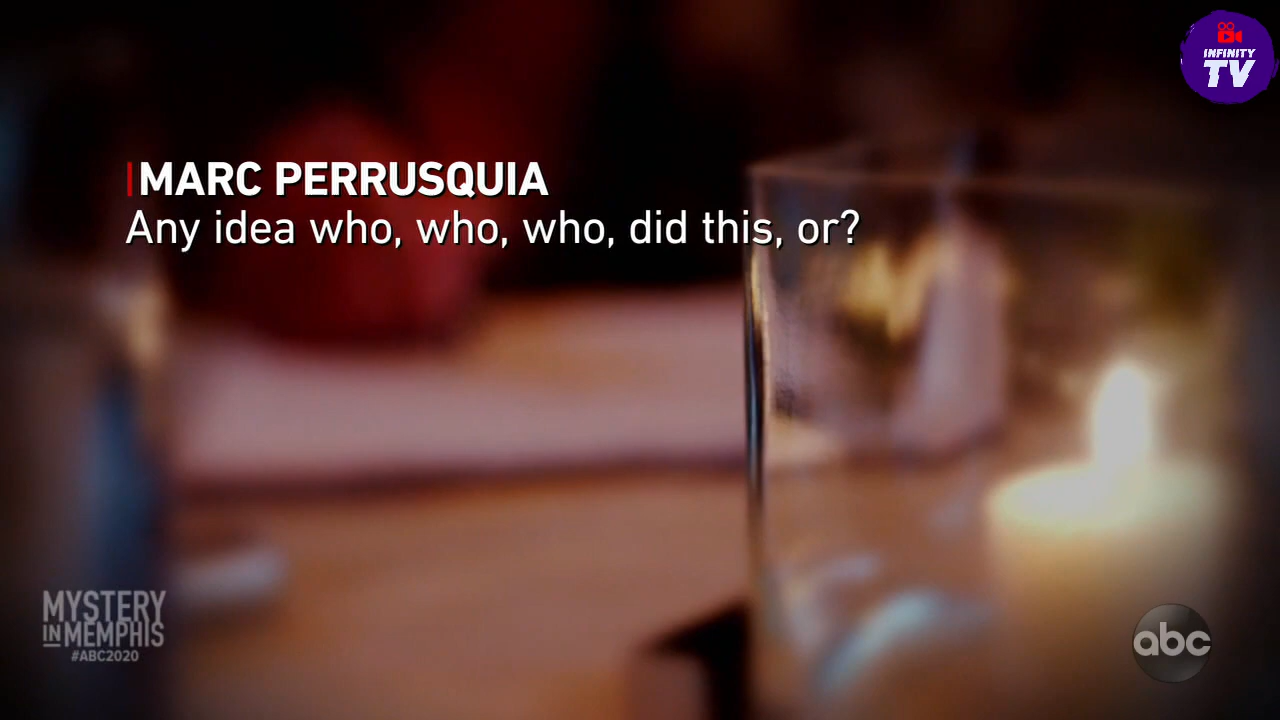 INFINITY
TV
MARC PERRUSQUIA
Any idea who, who, who, did this, or?
MYSTERY
IN MEMPHIS
#ABC2020
abc